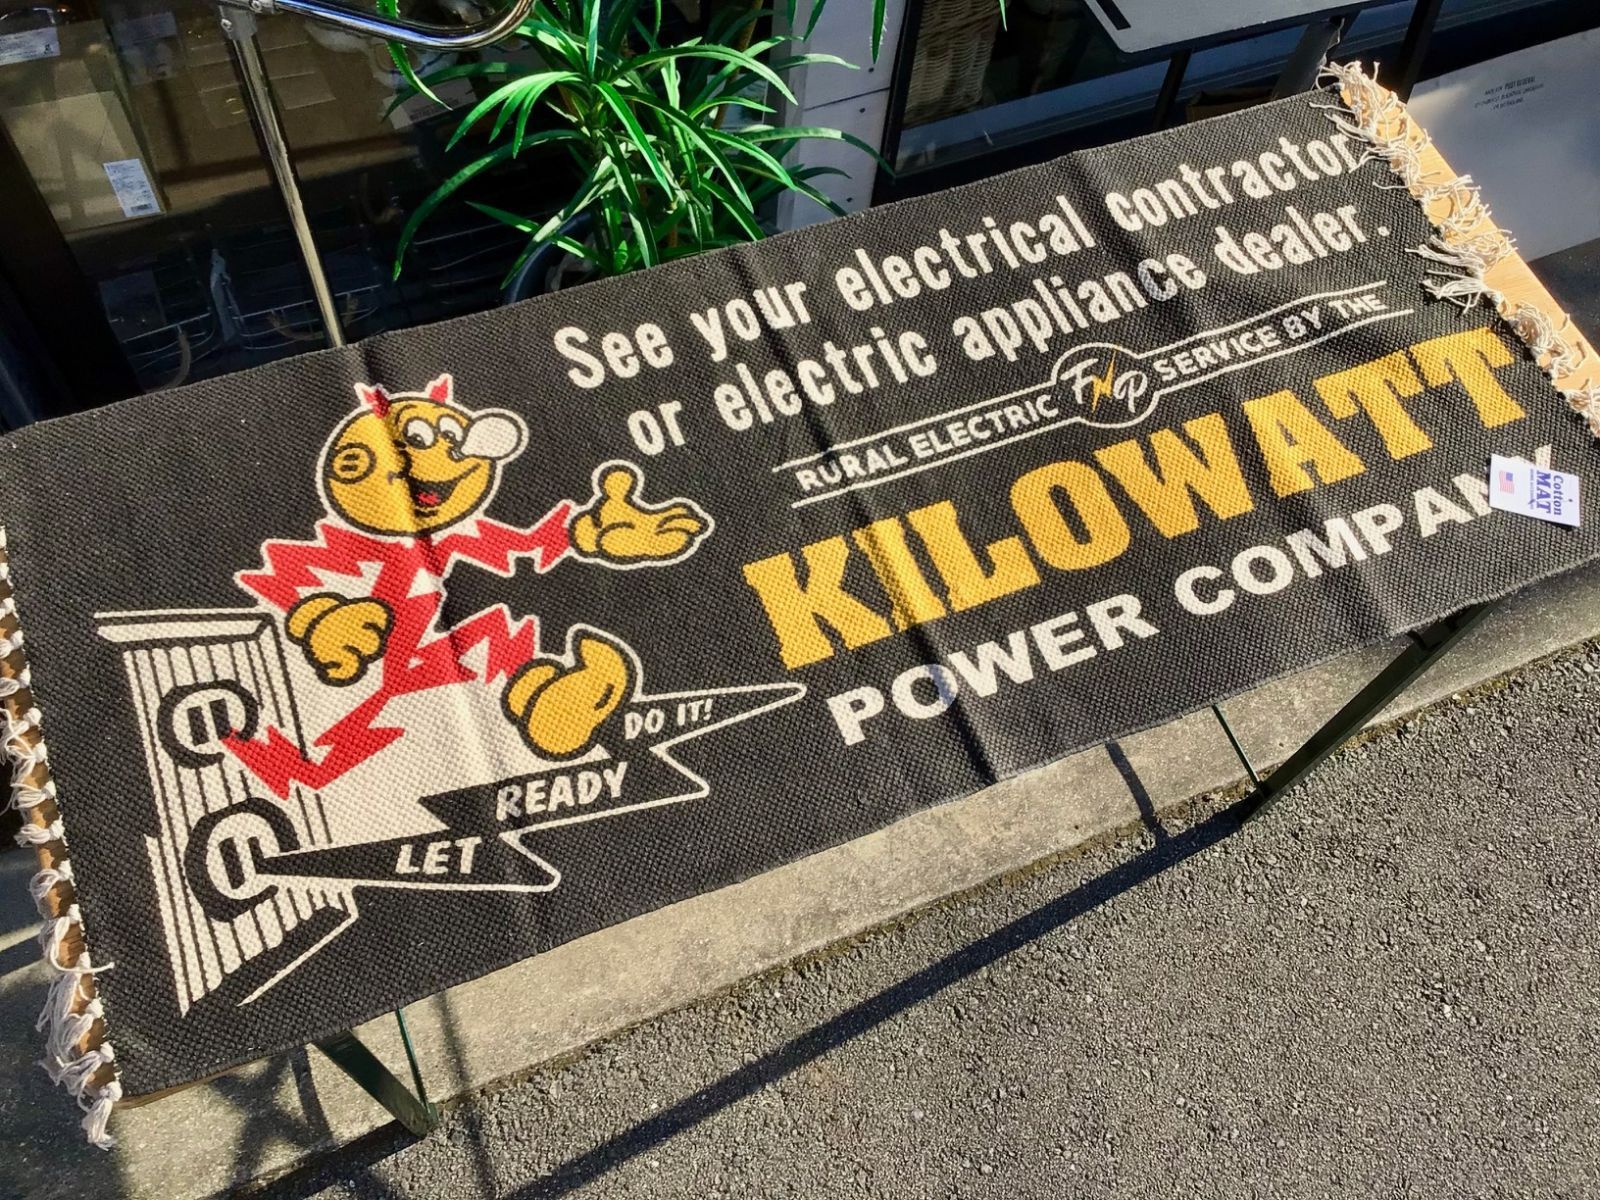 See your electrical contractor
or electric appliance dealer.
RURAL ELECTRIC FP SERVICE BY THE
KILOWATT
POWER COMPANY
LET
READY
DO IT!
Cotton
MAT